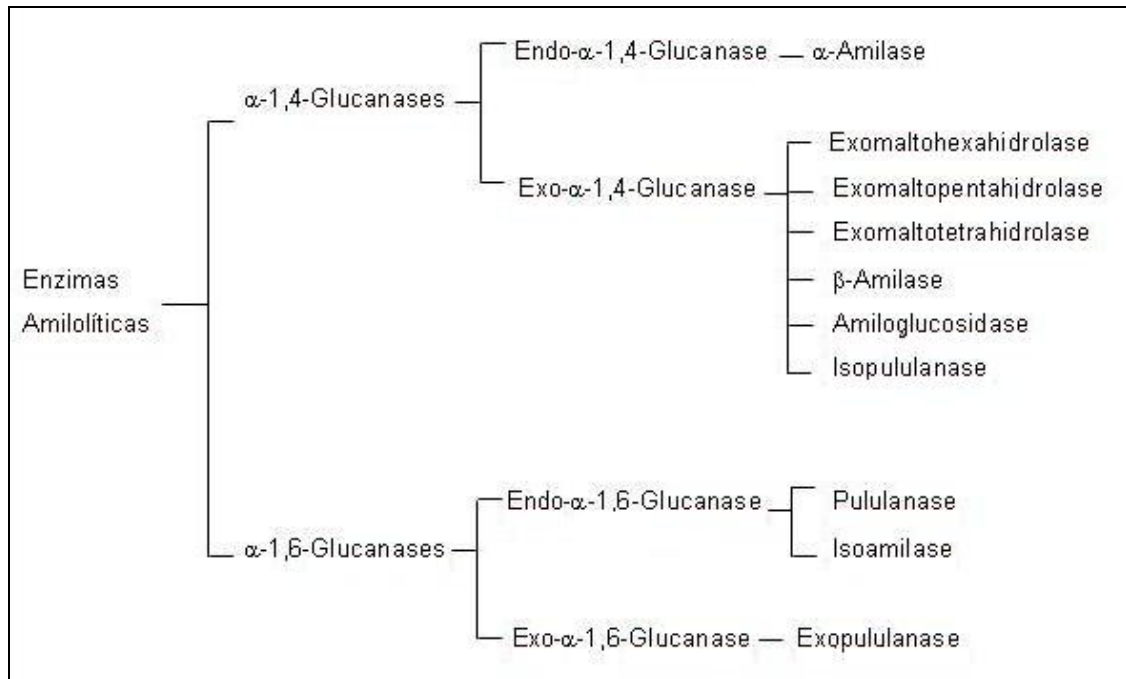 Endo-α-1,4-Glucanase
α-Amilase
α-1,4-Glucanases
Exomaltohexahidrolase
Exo-α-1,4-Glucanase
Exomaltopentahidrolase
Exomaltotetrahidrolase
Enzimas
Amilolíticas
β-Amilase
Amiloglucosidase
Isopululanase
Endo-α-1,6-Glucanase
Pululanase
α-1,6-Glucanases
Isoamilase
Exo-α-1,6-Glucanase
Exopululanase